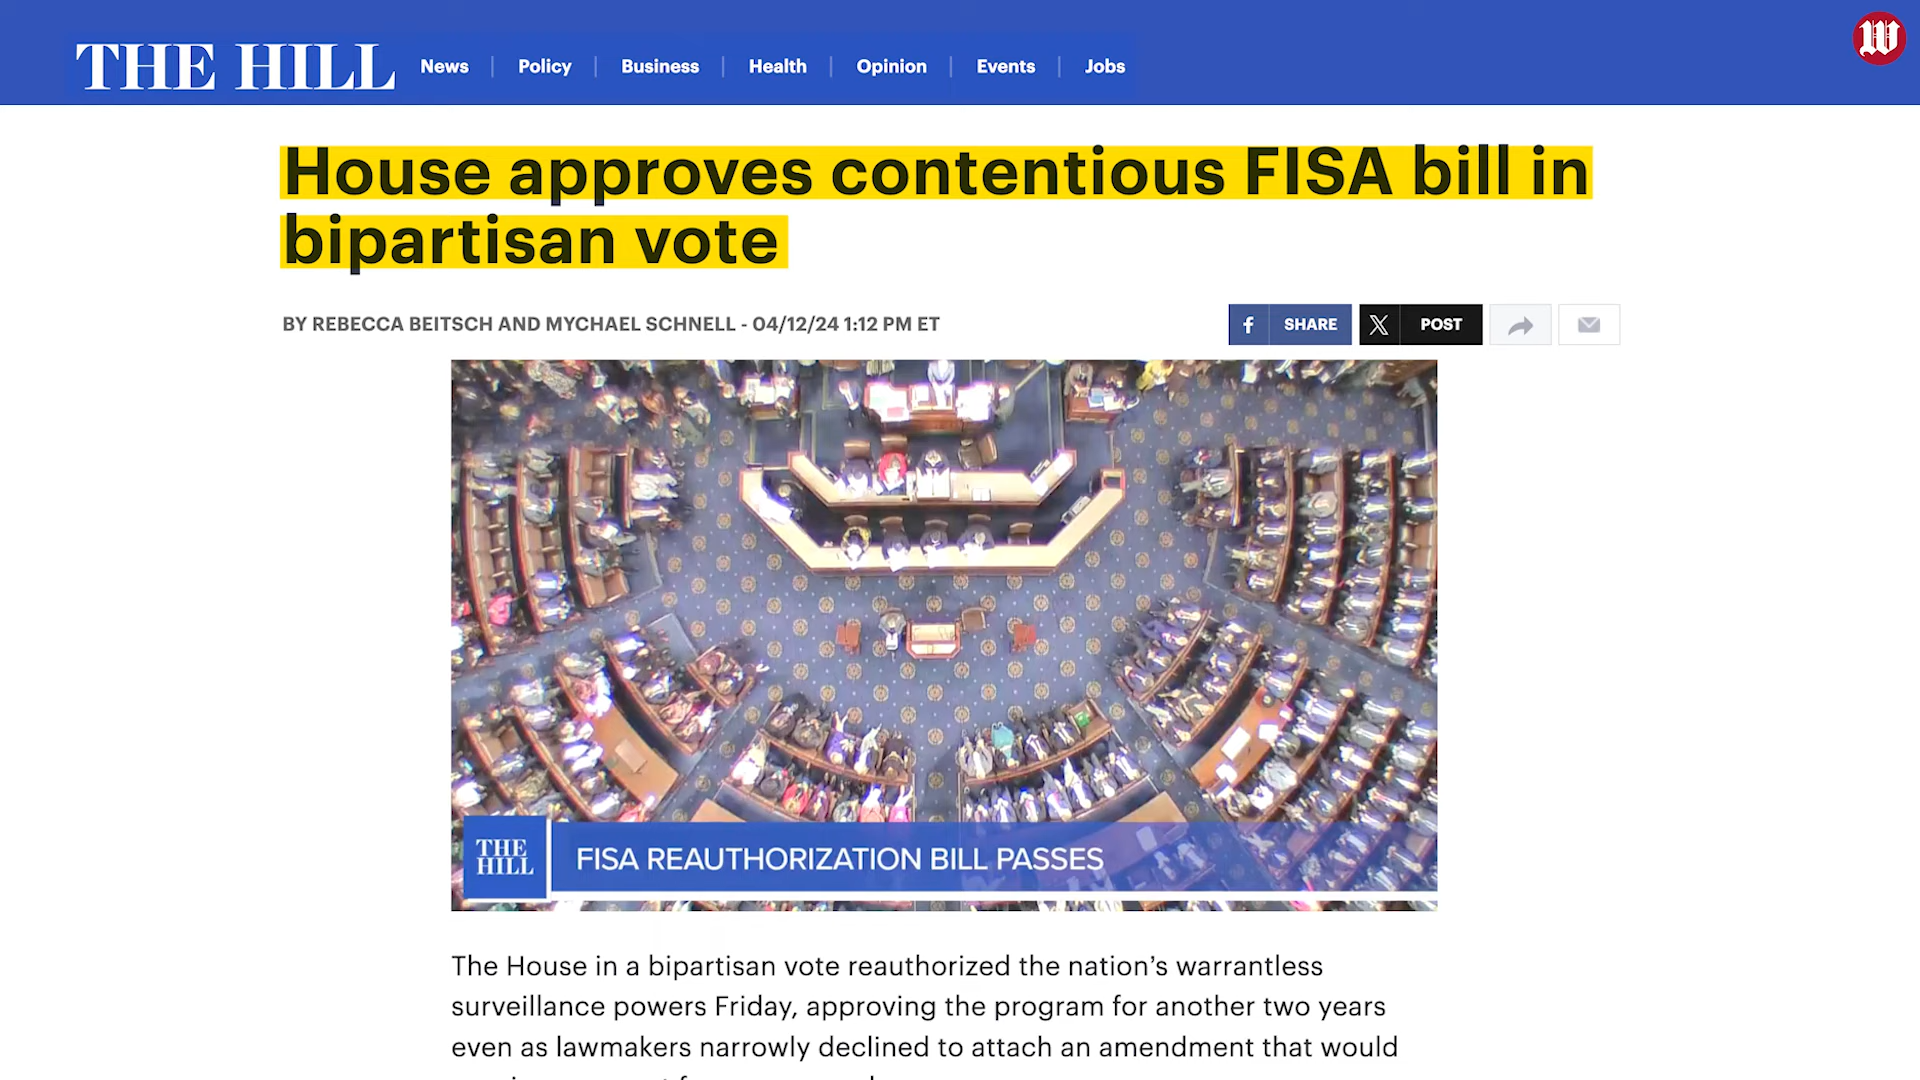 THE HILL
News | Policy | Business | Health | Opinion | Events | Jobs
W
House approves contentious FISA bill in
bipartisan vote
BY REBECCA BEITSCH AND MYCHAEL SCHNELL - 04/12/24 1:12 PM ET
f SHARE X POST
THE
HILL
FISA REAUTHORIZATION BILL PASSES
The House in a bipartisan vote reauthorized the nation’s warrantless
surveillance powers Friday, approving the program for another two years
even as lawmakers narrowly declined to attach an amendment that would